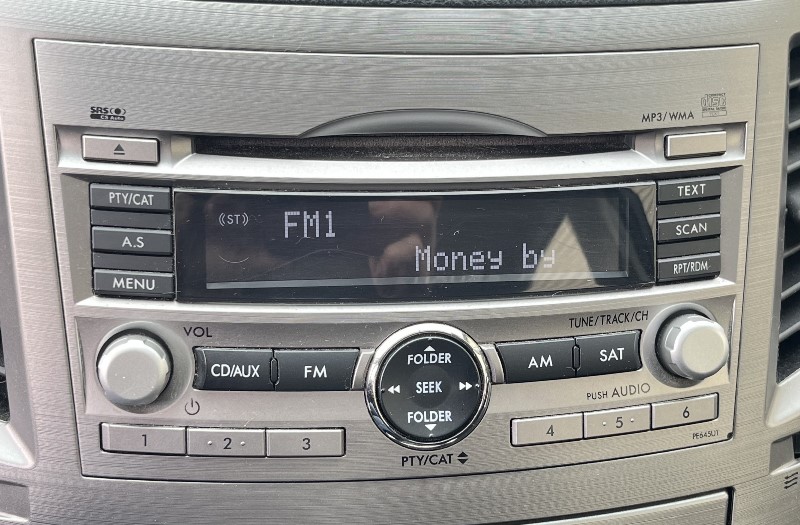 SRS
CS Auto
MP3/WMA
PTY/CAT
A.S
MENU
(ST)
FM1
Money by
TEXT
SCAN
RPT/RDM
VOL
TUNE/TRACK/CH
CD/AUX
FM
FOLDER
SEEK
FOLDER
AM
SAT
PUSH AUDIO
1
·2·
3
4
·5·
6
PTY/CAT
PE645U1